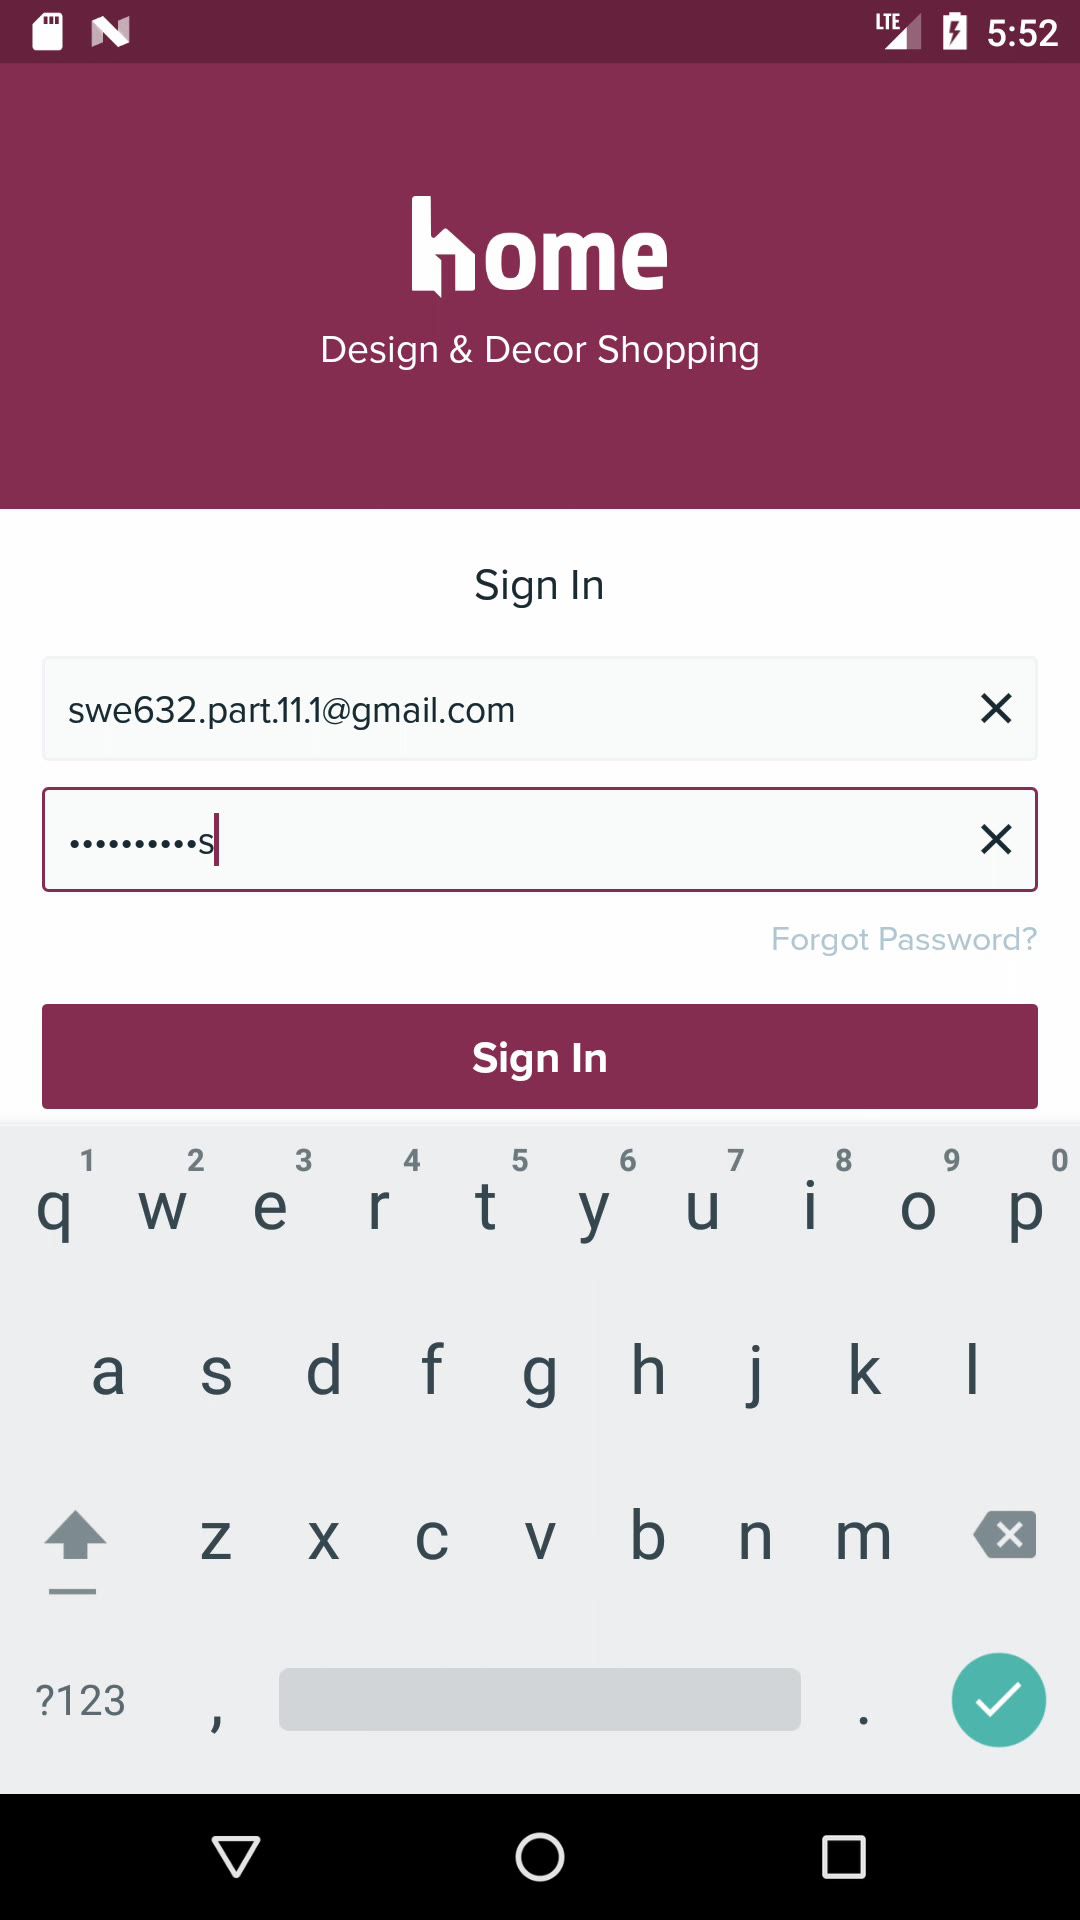 LTE 5:52
home
Design & Decor Shopping
Sign In
swe632.part.11.1@gmail.com
••••••••••s
Forgot Password?
Sign In
1 2 3 4 5 6 7 8 9 0
q w e r t y u i o p
a s d f g h j k l
z x c v b n m
?123 , .